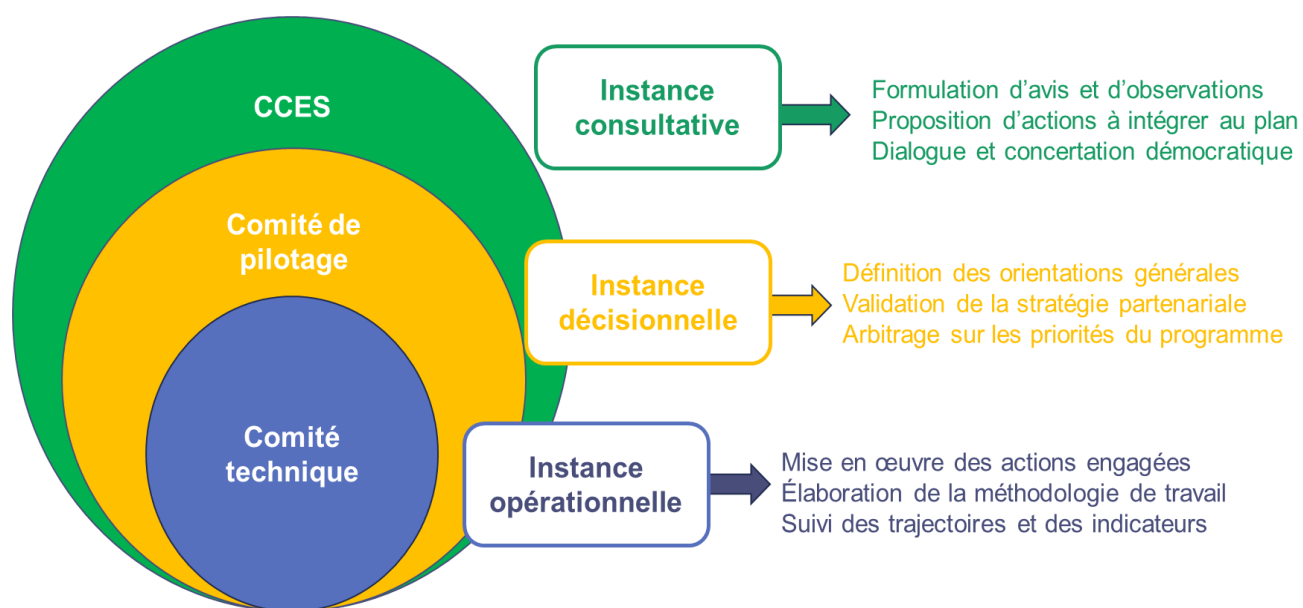 CCES
Instance
consultative
Formulation d’avis et d’observations
Proposition d’actions à intégrer au plan
Dialogue et concertation démocratique
Comité de
pilotage
Instance
décisionnelle
Définition des orientations générales
Validation de la stratégie partenariale
Arbitrage sur les priorités du programme
Comité
technique
Instance
opérationnelle
Mise en œuvre des actions engagées
Élaboration de la méthodologie de travail
Suivi des trajectoires et des indicateurs